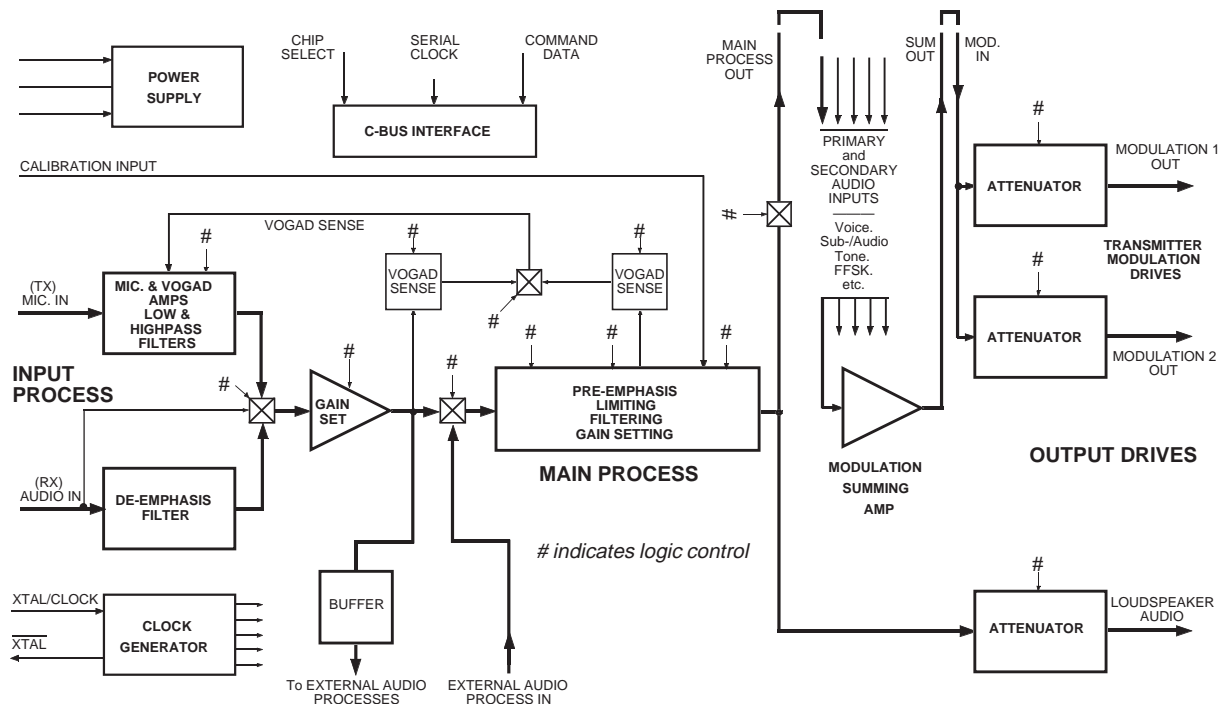 POWER
SUPPLY
CHIP
SELECT
SERIAL
CLOCK
COMMAND
DATA
C-BUS INTERFACE
CALIBRATION INPUT
VOGAD SENSE
#
#
VOGAD
SENSE
#
#
VOGAD
SENSE
(TX)
MIC. IN
MIC. & VOGAD
AMPS
LOW &
HIGHPASS
FILTERS
INPUT
PROCESS
#
#
GAIN
SET
#
#
#
#
PRE-EMPHASIS
LIMITING
FILTERING
GAIN SETTING
MAIN PROCESS
(RX)
AUDIO IN
DE-EMPHASIS
FILTER
# indicates logic control
XTAL/CLOCK
XTAL
CLOCK
GENERATOR
BUFFER
To EXTERNAL AUDIO
PROCESSES
EXTERNAL AUDIO
PROCESS IN
MAIN
PROCESS
OUT
#
PRIMARY
and
SECONDARY
AUDIO
INPUTS
Voice.
Sub-/Audio
Tone.
FFSK.
etc.
SUM
OUT
MOD.
IN
MODULATION
SUMMING
AMP
#
ATTENUATOR
MODULATION 1
OUT
TRANSMITTER
MODULATION
DRIVES
#
ATTENUATOR
MODULATION 2
OUT
OUTPUT DRIVES
#
ATTENUATOR
LOUDSPEAKER
AUDIO